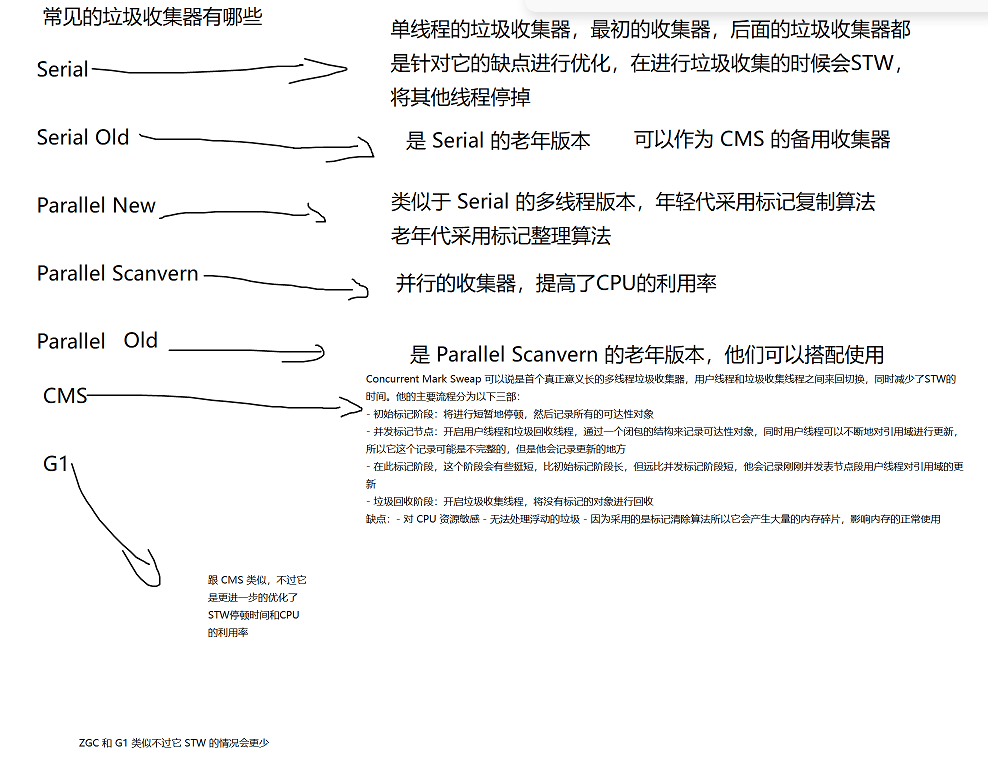 常见的垃圾收集器有哪些
Serial
单线程的垃圾收集器，最初的收集器，后面的垃圾收集器都
是针对它的缺点进行优化，在进行垃圾收集的时候会STW，
将其他线程停掉
Serial Old
是 Serial 的老年版本 可以作为 CMS 的备用收集器
Parallel New
类似于 Serial 的多线程版本，年轻代采用标记复制算法
老年代采用标记整理算法
Parallel Scanvern
并行的收集器，提高了CPU的利用率
Parallel Old
是 Parallel Scanvern 的老年版本，他们可以搭配使用
CMS
Concurrent Mark Sweap 可以说是首个真正意义长的多线程垃圾收集器，用户线程和垃圾收集线程之间来回切换，同时减少了STW的
时间。他的主要流程分为以下三部：
- 初始标记阶段：将进行短暂地停顿，然后记录所有的可达性对象
- 并发标记节点：开启用户线程和垃圾回收线程，通过一个闭包的结构来记录可达性对象，同时用户线程可以不断地对引用域进行更新，
所以它这个记录可能是不完整的，但是他会记录更新的地方
- 在此标记阶段，这个阶段会有些挺短，比初始标记阶段长，但远比并发标记阶段短，他会记录刚刚并发表节点段用户线程对引用域的更
新
- 垃圾回收阶段：开启垃圾收集线程，将没有标记的对象进行回收
缺点：- 对 CPU 资源敏感 - 无法处理浮动的垃圾 - 因为采用的是标记清除算法所以它会产生大量的内存碎片，影响内存的正常使用
G1
跟 CMS 类似，不过它
是更进一步的优化了
STW停顿时间和CPU
的利用率
ZGC 和 G1 类似不过它 STW 的情况会更少